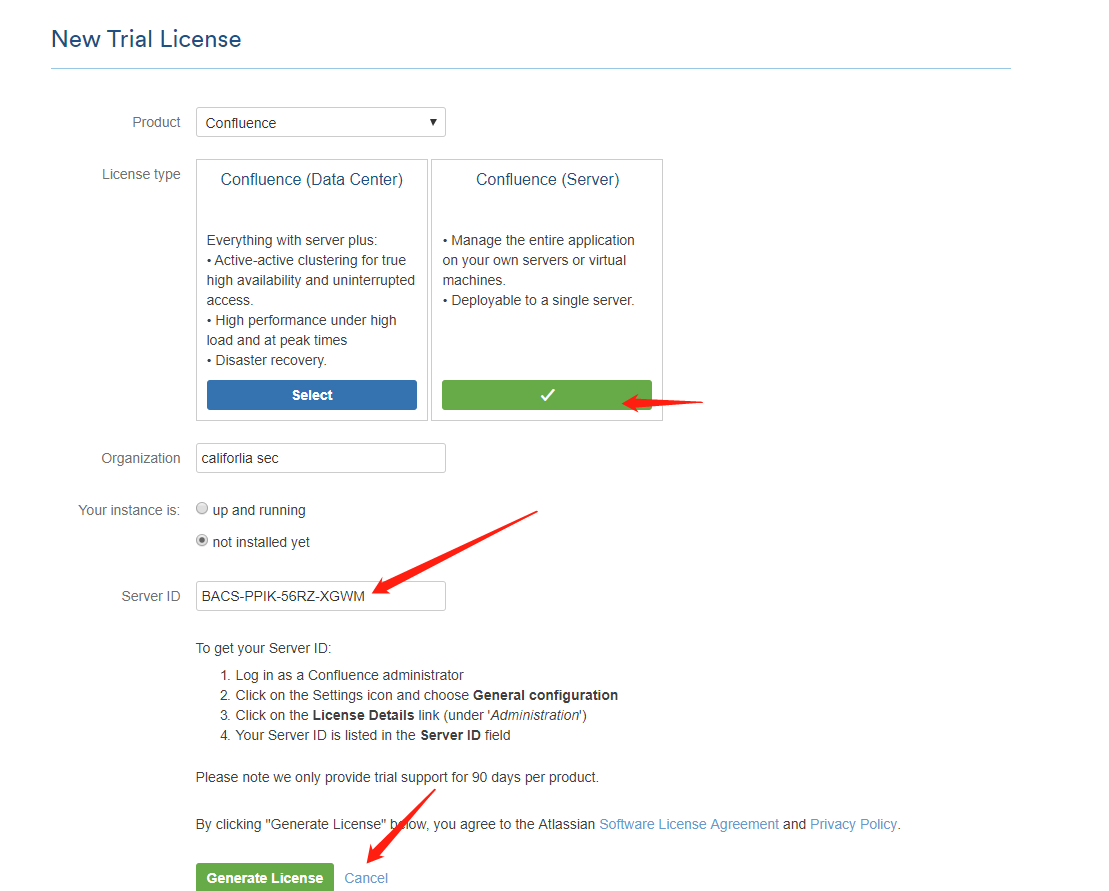 New Trial License
Product
Confluence
License type
Confluence (Data Center)
Everything with server plus:
• Active-active clustering for true
high availability and uninterrupted
access.
• High performance under high
load and at peak times
• Disaster recovery.
Select
Confluence (Server)
• Manage the entire application
on your own servers or virtual
machines.
• Deployable to a single server.
Organization
califorlia sec
Your instance is:
up and running
not installed yet
Server ID
BACS-PPIK-56RZ-XGWM
To get your Server ID:
1. Log in as a Confluence administrator
2. Click on the Settings icon and choose General configuration
3. Click on the License Details link (under 'Administration')
4. Your Server ID is listed in the Server ID field
Please note we only provide trial support for 90 days per product.
By clicking "Generate License" below, you agree to the Atlassian Software License Agreement and Privacy Policy.
Generate License
Cancel